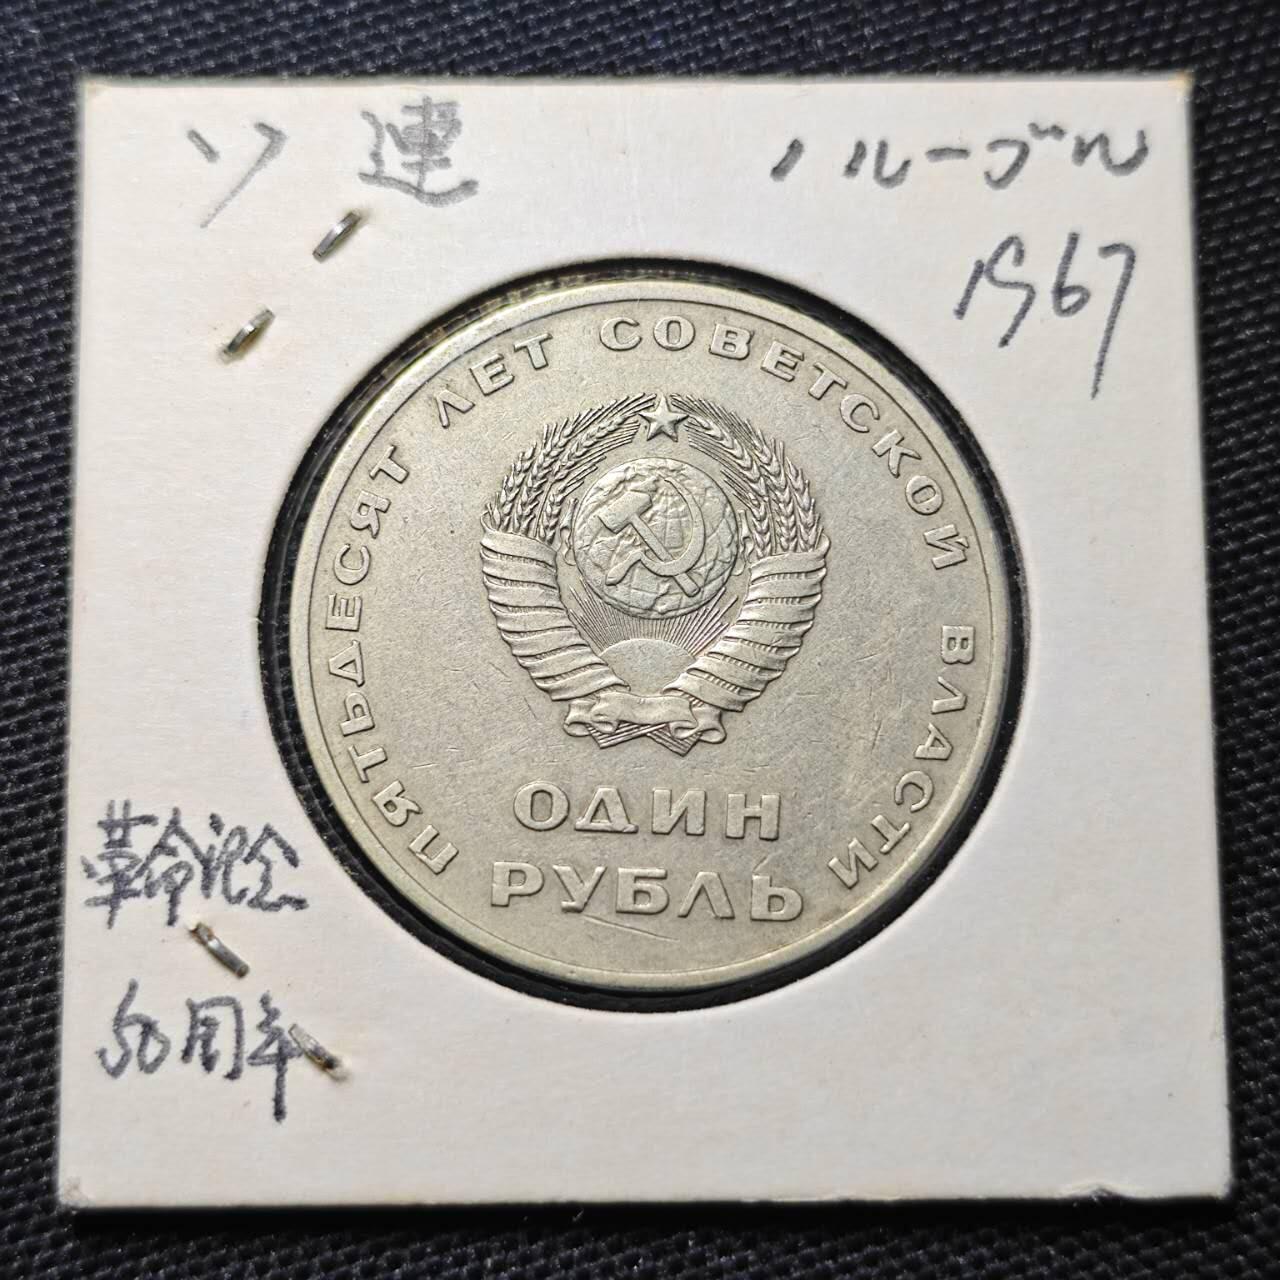 ソ連
1ルーブル
1967
ПЯТЬДЕСЯТ ЛЕТ СОВЕТСКОЙ ВЛАСТИ
ОДИН
РУБЛЬ
革命記念
50周年